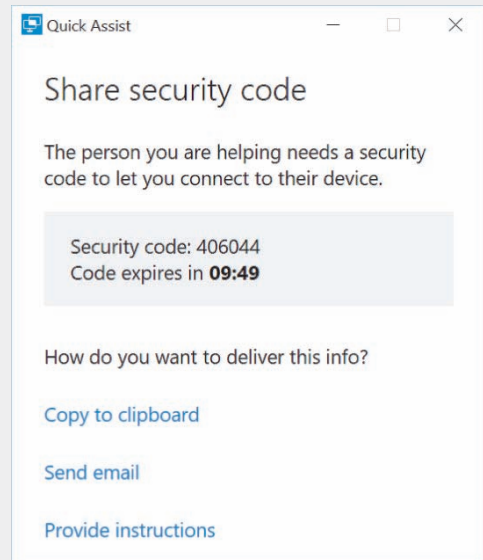 Quick Assist
Share security code
The person you are helping needs a security
code to let you connect to their device.
Security code: 406044
Code expires in 09:49
How do you want to deliver this info?
Copy to clipboard
Send email
Provide instructions